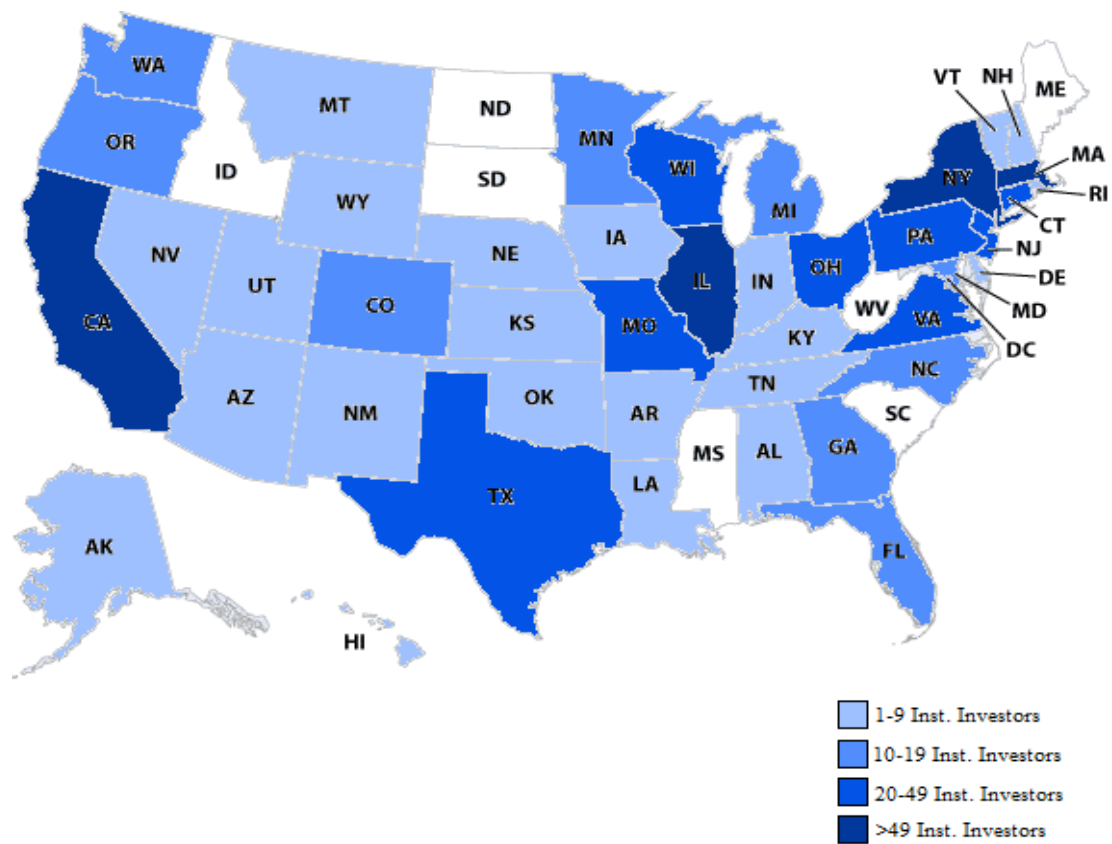 WA
MT
ND
MN
VT
NH
ME
OR
ID
SD
WI
MI
NY
MA
RI
CT
WY
IA
NE
PA
NJ
NV
UT
CO
IL
IN
OH
DE
MD
DC
CA
KS
MO
WV
VA
KY
AZ
NM
OK
AR
TN
NC
SC
MS
AL
GA
TX
LA
AK
FL
HI
1-9 Inst. Investors
10-19 Inst. Investors
20-49 Inst. Investors
>49 Inst. Investors